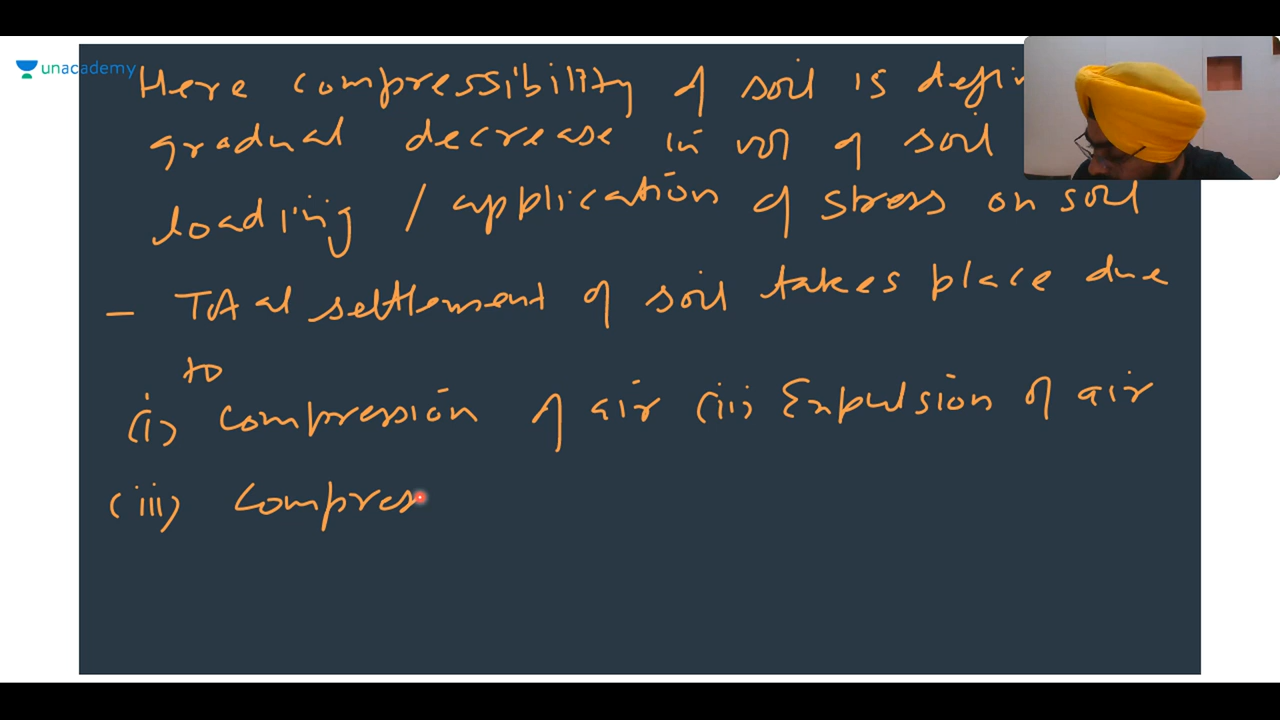 unacademy
Here compressibility of soil is defin
gradual decrease in vol of soil
loading / application of stress on soil
- Total settlement of soil takes place due
to
(i) compression of air (ii) Expulsion of air
(iii) compres